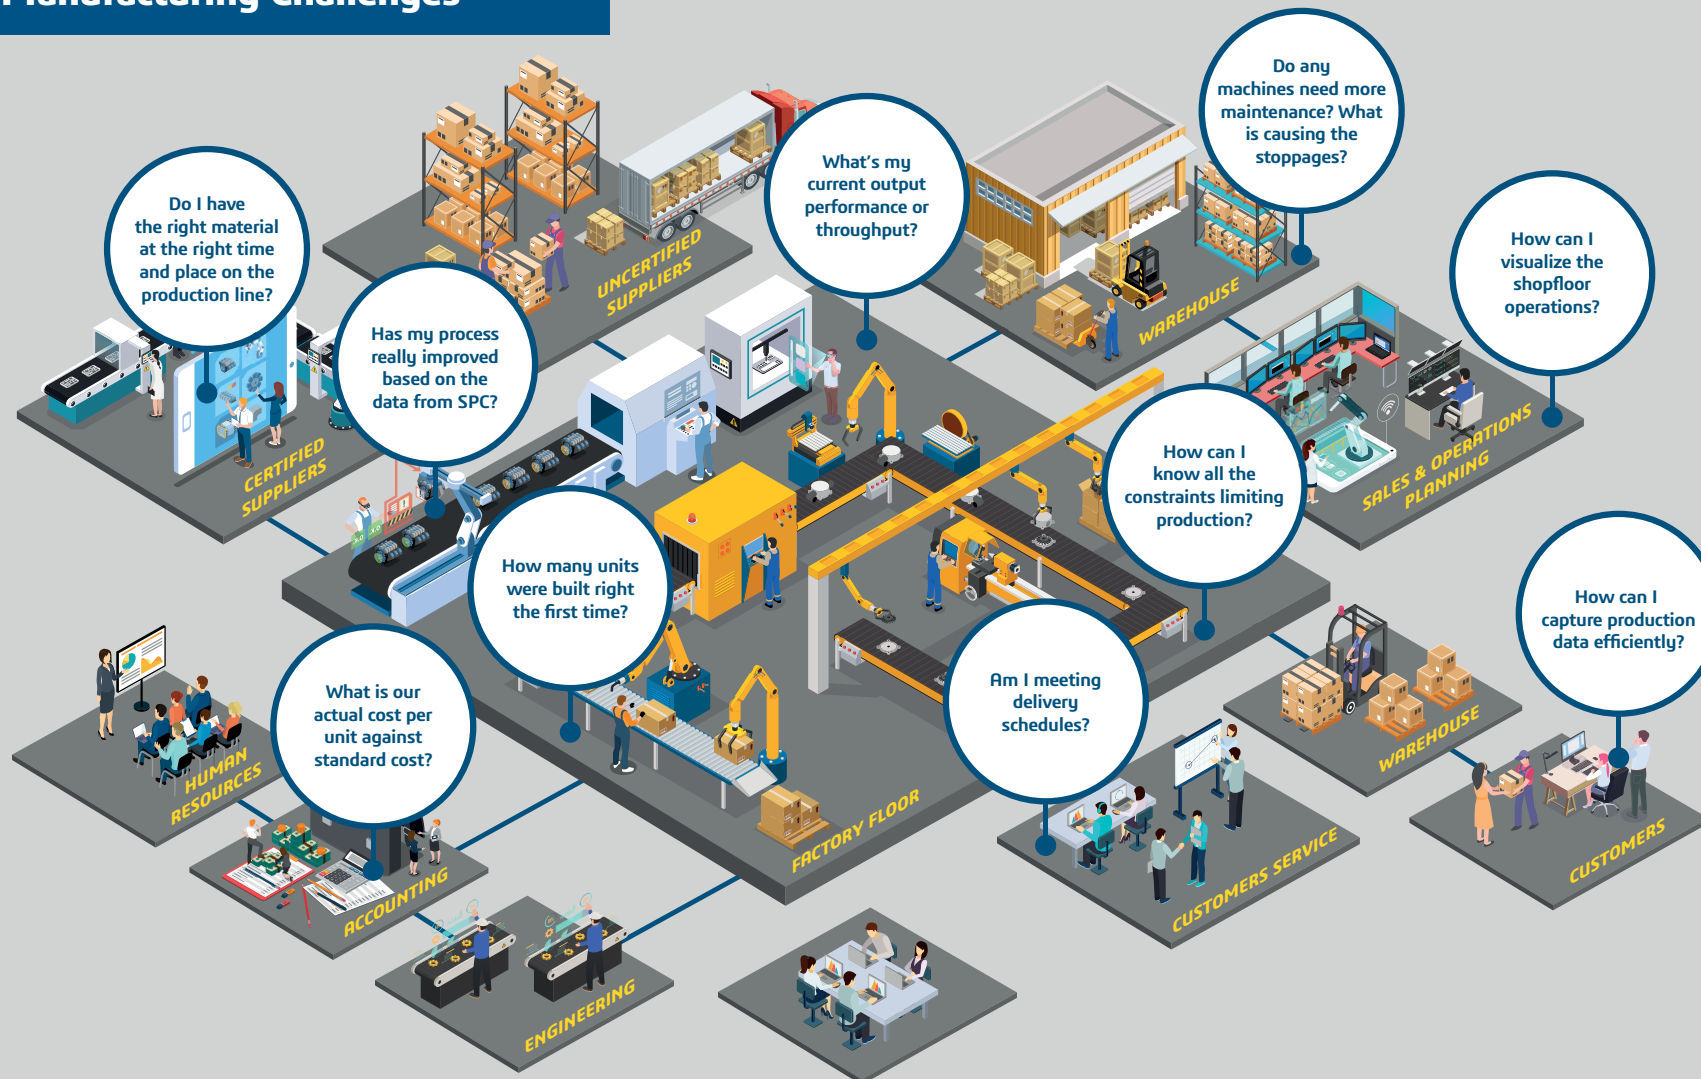 Manufacturing Challenges
Do any
machines need more
maintenance? What
is causing the
stoppages?
What's my
current output
performance or
throughput?
Do I have
the right material
at the right time
and place on the
production line?
How can I
visualize the
shopfloor
operations?
UNCERTIFIED
SUPPLIERS
WAREHOUSE
Has my process
really improved
based on the
data from SPC?
CERTIFIED
SUPPLIERS
SALES & OPERATIONS
PLANNING
How can I
know all the
constraints limiting
production?
How many units
were built right
the first time?
How can I
capture production
data efficiently?
What is our
actual cost per
unit against
standard cost?
Am I meeting
delivery
schedules?
HUMAN
RESOURCES
WAREHOUSE
FACTORY FLOOR
CUSTOMERS
CUSTOMERS SERVICE
ACCOUNTING
ENGINEERING